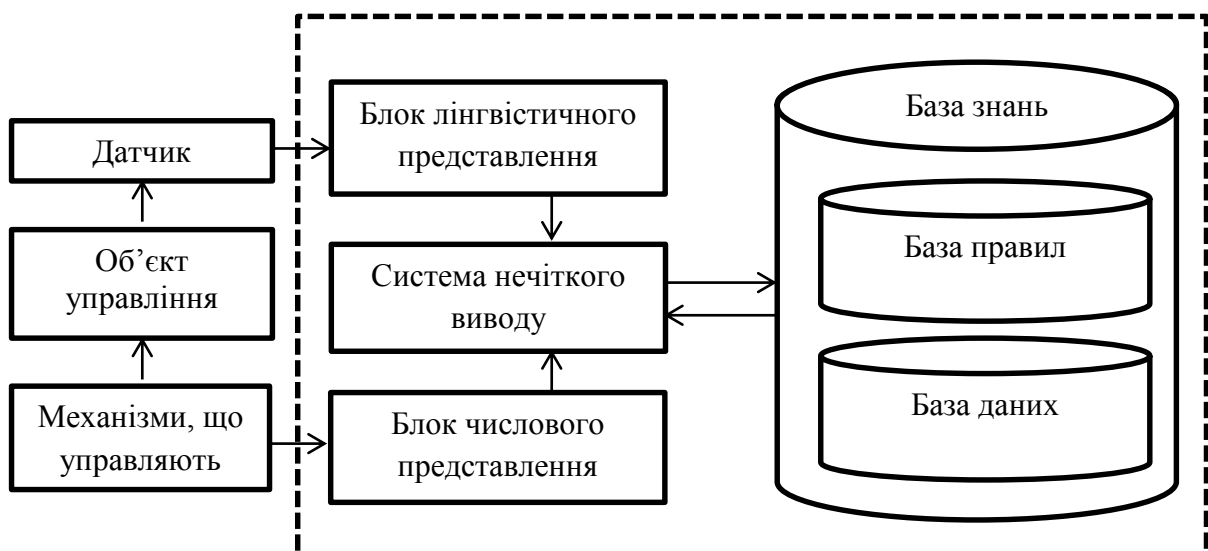 Датчик
Об’єкт
управління
Механізми, що
управляють
Блок лінгвістичного
представлення
Система нечіткого
виводу
Блок числового
представлення
База знань
База правил
База даних